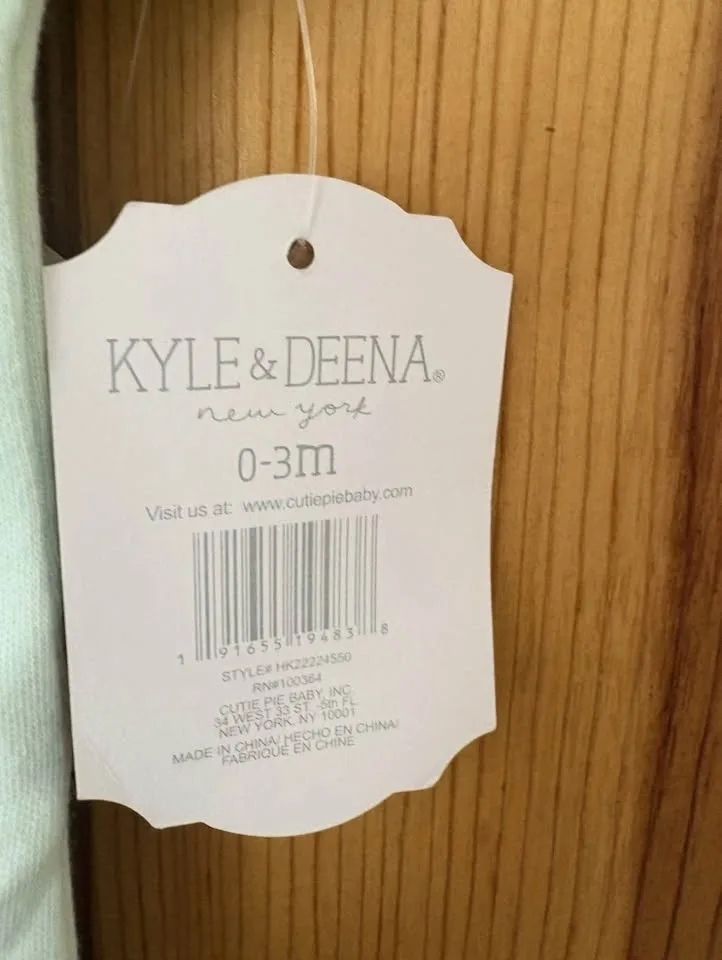 KYLE & DEENA®
new york
0-3m
Visit us at: www.cutiepiebaby.com
1 91655 19483 8
STYLE# HK22224550
RN#100364
CUTIE PIE BABY, INC.
34 WEST 33 ST. -5th FL.
NEW YORK, NY 10001
MADE IN CHINA/ HECHO EN CHINA/
FABRIQUÉ EN CHINE